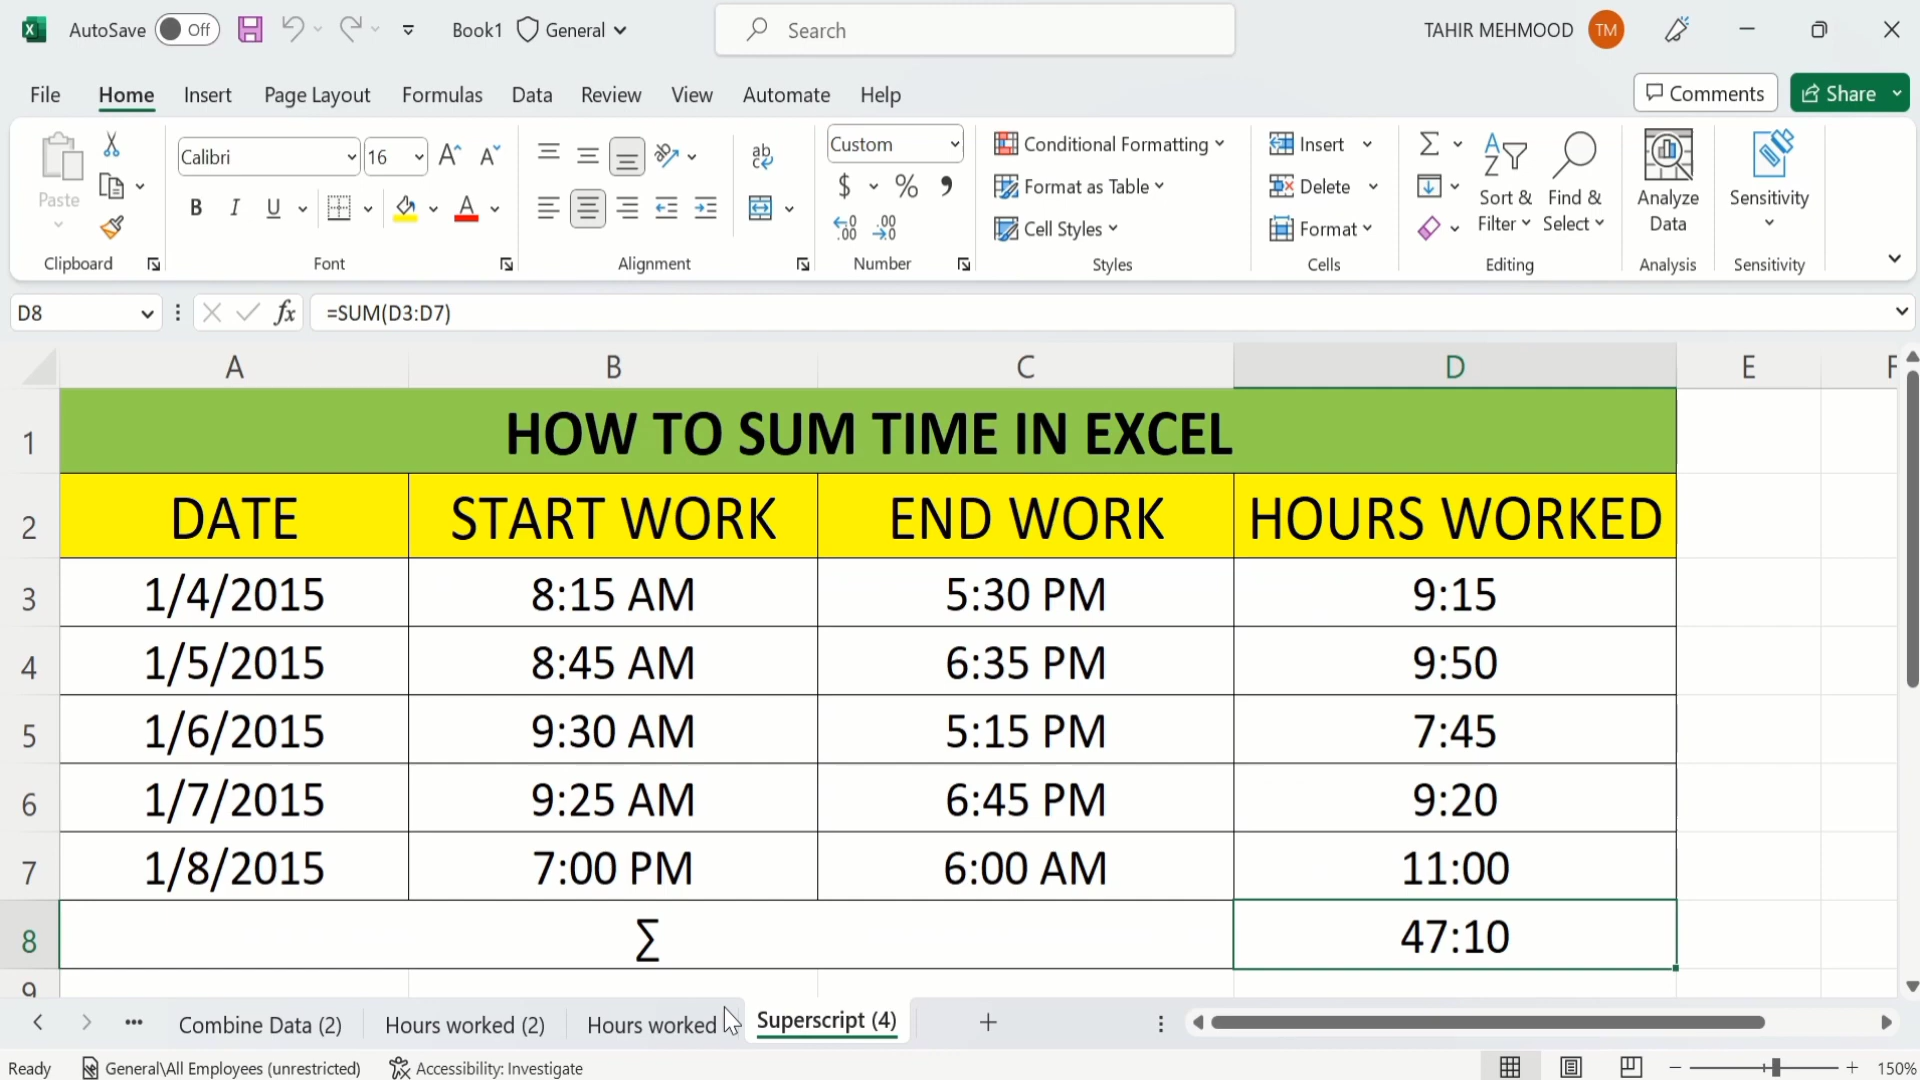 AutoSave Off Book1 General Search TAHIR MEHMOOD TM
File Home Insert Page Layout Formulas Data Review View Automate Help Comments Share
Paste
Clipboard
Calibri 16
B I U
Font
ab
Alignment
Custom
$ % ,
Number
Conditional Formatting
Format as Table
Cell Styles
Styles
Insert
Delete
Format
Cells
Sort &
Filter
Find &
Select
Editing
Analyze
Data
Analysis
Sensitivity
Sensitivity
D8 fx =SUM(D3:D7)
A B C D E F
1 HOW TO SUM TIME IN EXCEL
2 DATE START WORK END WORK HOURS WORKED
3 1/4/2015 8:15 AM 5:30 PM 9:15
4 1/5/2015 8:45 AM 6:35 PM 9:50
5 1/6/2015 9:30 AM 5:15 PM 7:45
6 1/7/2015 9:25 AM 6:45 PM 9:20
7 1/8/2015 7:00 PM 6:00 AM 11:00
8 ∑ 47:10
9
Combine Data (2) Hours worked (2) Hours worked Superscript (4)
Ready General\All Employees (unrestricted) Accessibility: Investigate 150%